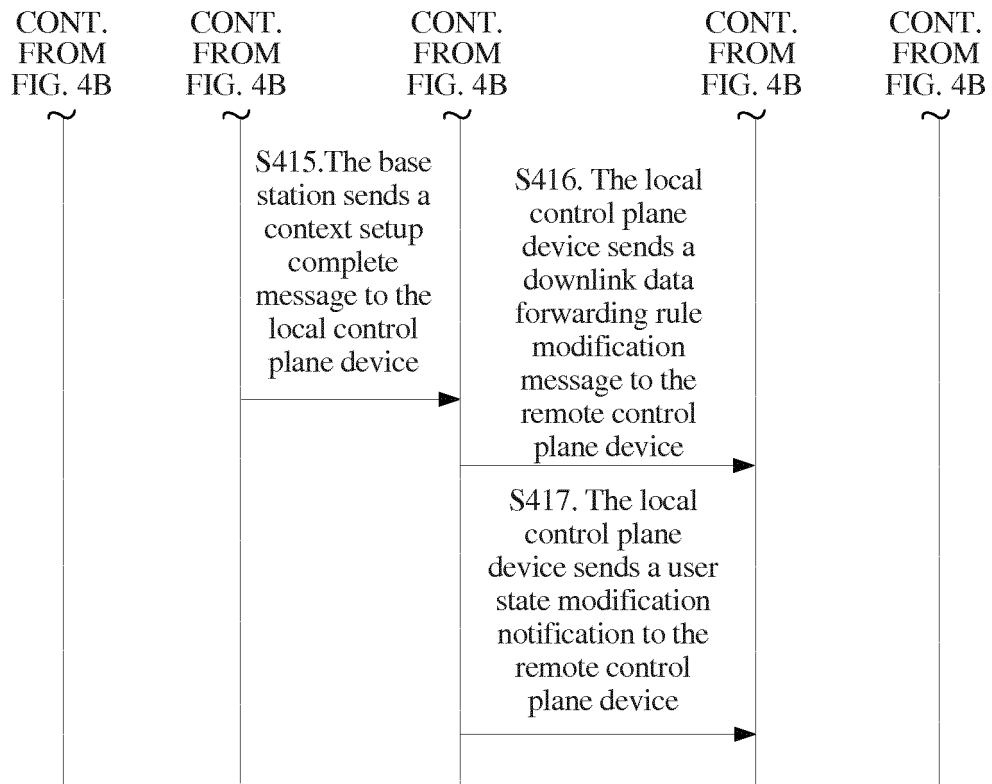 CONT.
FROM
FIG. 4B
CONT.
FROM
FIG. 4B
CONT.
FROM
FIG. 4B
CONT.
FROM
FIG. 4B
CONT.
FROM
FIG. 4B
S415.The base
station sends a
context setup
complete
message to the
local control
plane device
S416. The local
control plane
device sends a
downlink data
forwarding rule
modification
message to the
remote control
plane device
S417. The local
control plane
device sends a user
state modification
notification to the
remote control
plane device